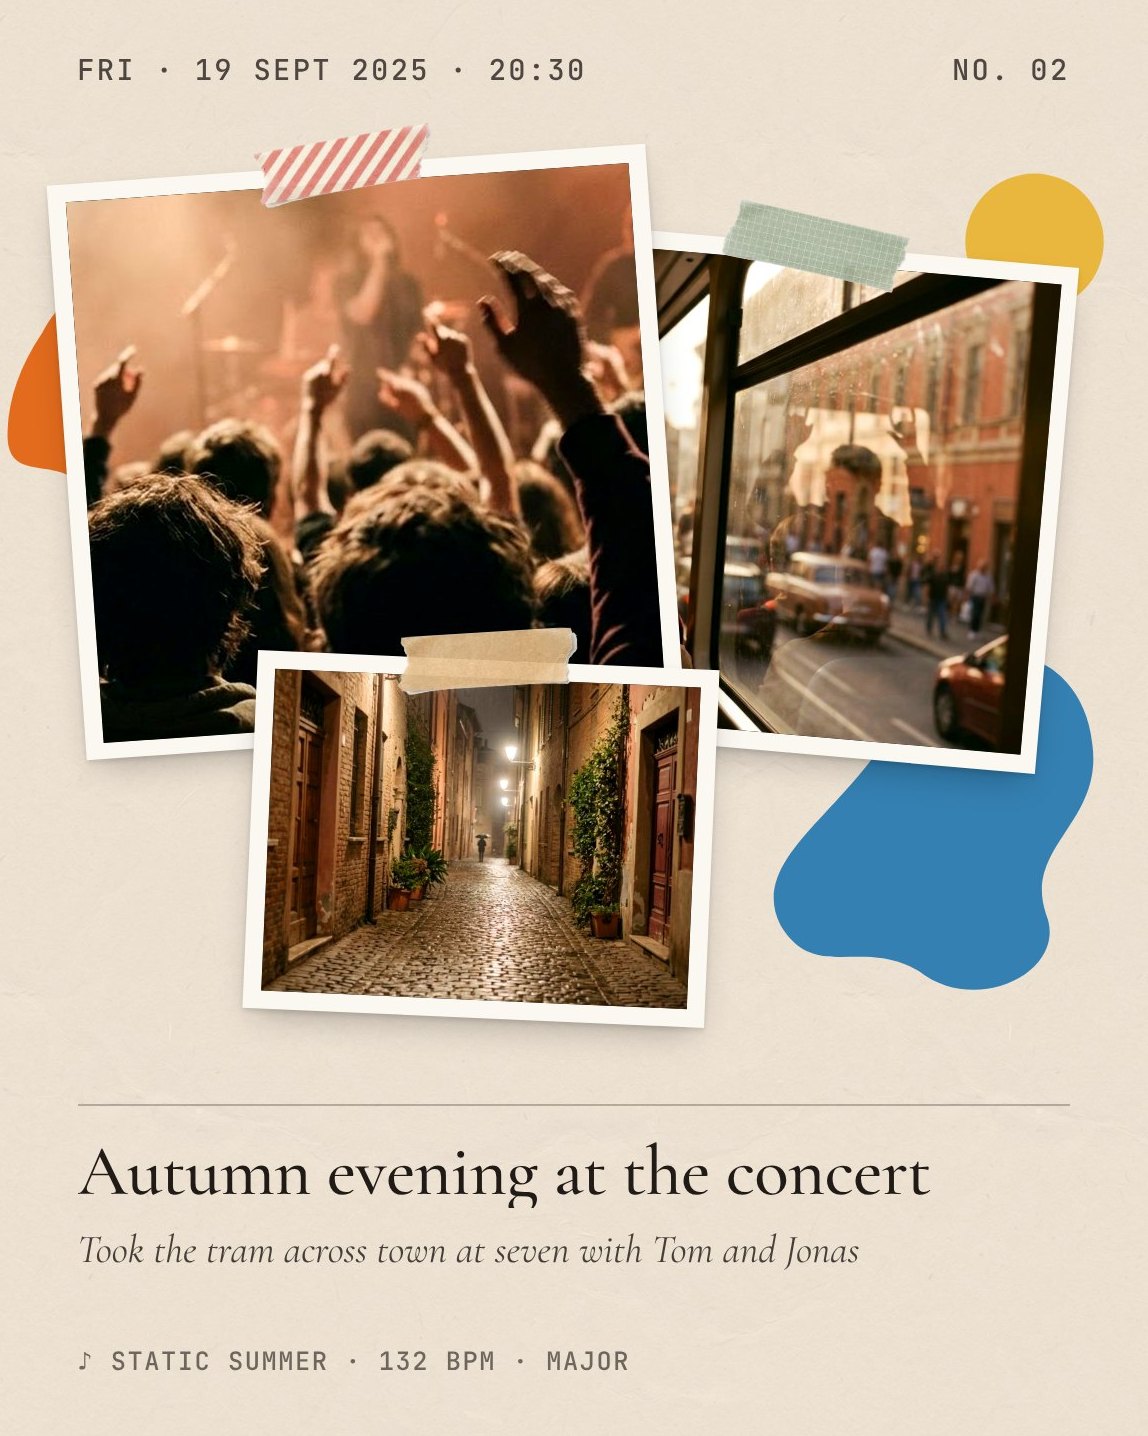 FRI · 19 SEPT 2025 · 20:30
NO. 02
Autumn evening at the concert
Took the tram across town at seven with Tom and Jonas
♪ STATIC SUMMER · 132 BPM · MAJOR